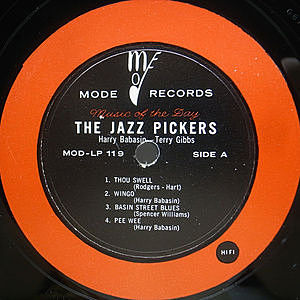 MODE RECORDS
Music of the Day
THE JAZZ PICKERS
Harry Babasin - Terry Gibbs
MOD-LP 119 SIDE A
1. THOU SWELL
(Rodgers - Hart)
2. WINGO
(Harry Babasin)
3. BASIN STREET BLUES
(Spencer Williams)
4. PEE WEE
(Harry Babasin)
HIFI